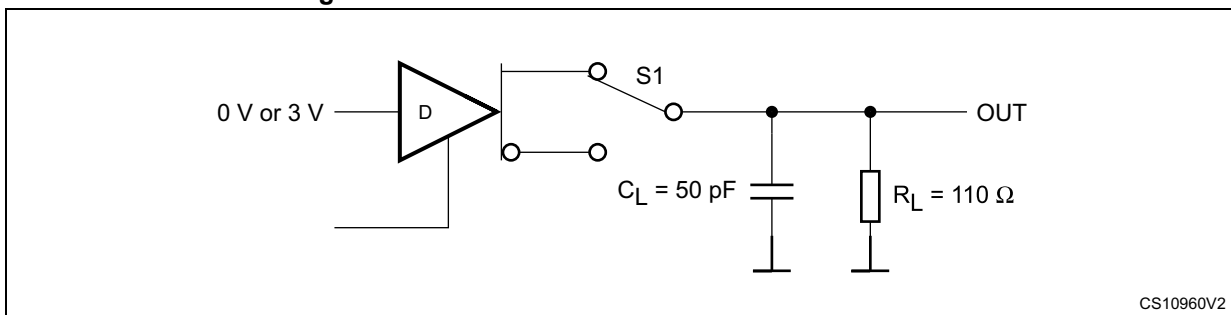 S1
0 V or 3 V
D
OUT
C_L = 50 pF
R_L = 110 Ω
CS10960V2